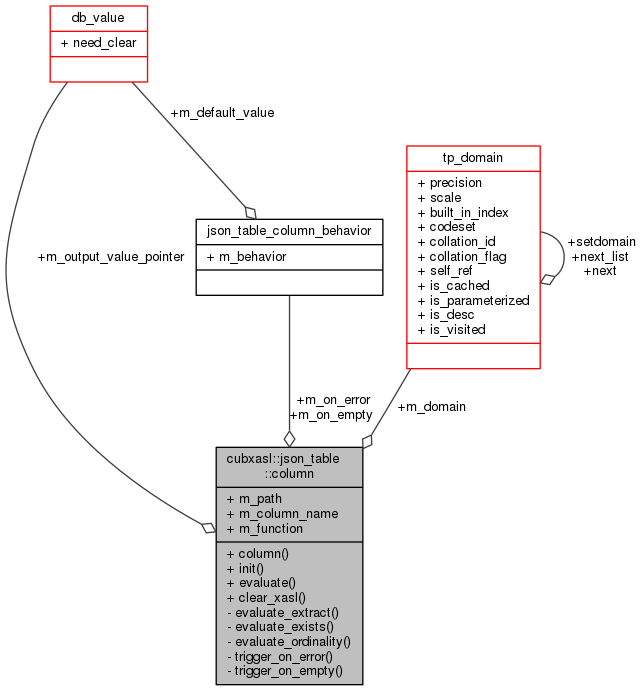 db_value
+ need_clear
+m_default_value
tp_domain
+ precision
+ scale
+ built_in_index
+ codeset
+ collation_id
+ collation_flag
+ self_ref
+ is_cached
+ is_parameterized
+ is_desc
+ is_visited
+setdomain
+next_list
+next
json_table_column_behavior
+ m_behavior
+m_output_value_pointer
+m_on_error
+m_on_empty
+m_domain
cubxasl::json_table
::column
+ m_path
+ m_column_name
+ m_function
+ column()
+ init()
+ evaluate()
+ clear_xasl()
- evaluate_extract()
- evaluate_exists()
- evaluate_ordinality()
- trigger_on_error()
- trigger_on_empty()